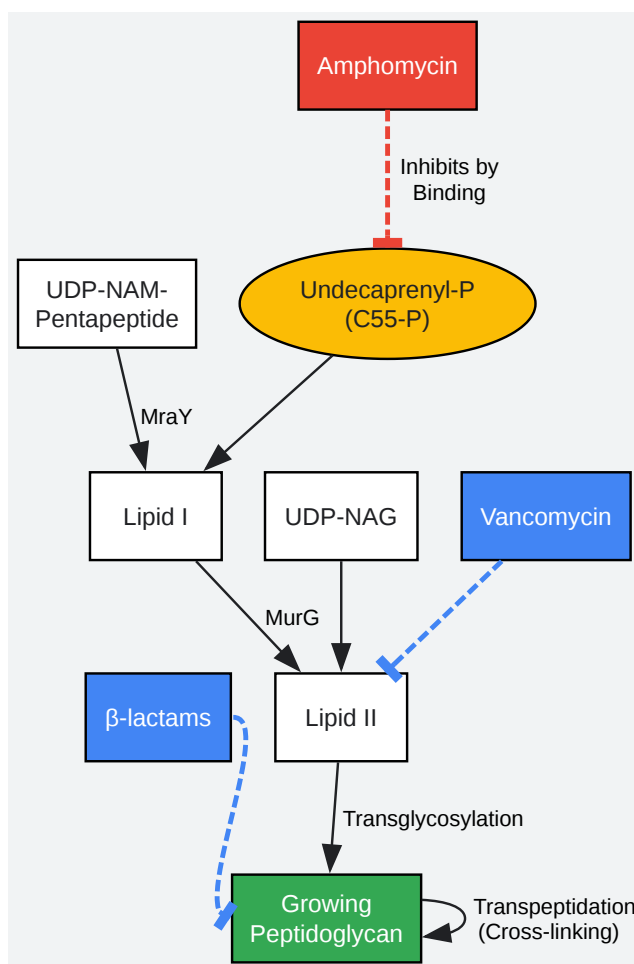 Amphomycin
Inhibits by
Binding
UDP-NAM-
Pentapeptide
Undecaprenyl-P
(C55-P)
MraY
Lipid I
UDP-NAG
Vancomycin
MurG
β-lactams
Lipid II
Transglycosylation
Growing
Peptidoglycan
Transpeptidation
(Cross-linking)